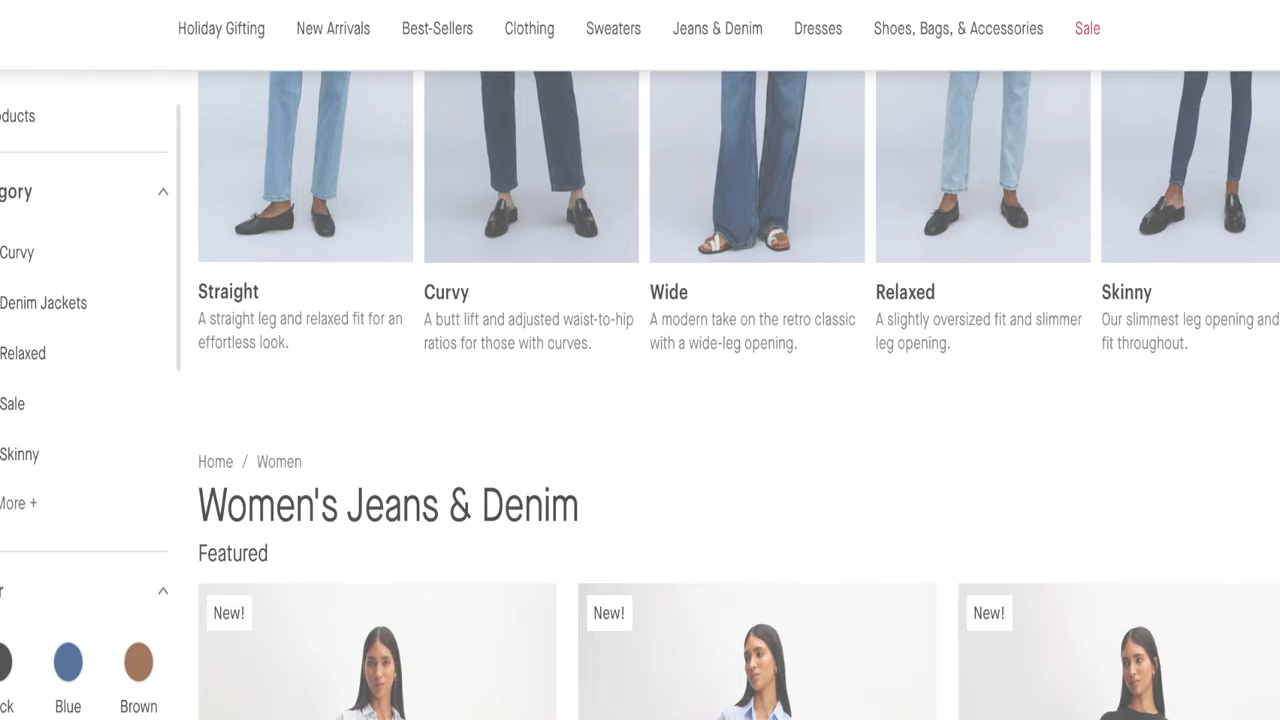 Holiday Gifting New Arrivals Best-Sellers Clothing Sweaters Jeans & Denim Dresses Shoes, Bags, & Accessories Sale
oducts
gory
Curvy
Denim Jackets
Relaxed
Sale
Skinny
More +
r
ck Blue Brown
Straight
A straight leg and relaxed fit for an
effortless look.
Curvy
A butt lift and adjusted waist-to-hip
ratios for those with curves.
Wide
A modern take on the retro classic
with a wide-leg opening.
Relaxed
A slightly oversized fit and slimmer
leg opening.
Skinny
Our slimmest leg opening and
fit throughout.
Home / Women
Women's Jeans & Denim
Featured
New!
New!
New!